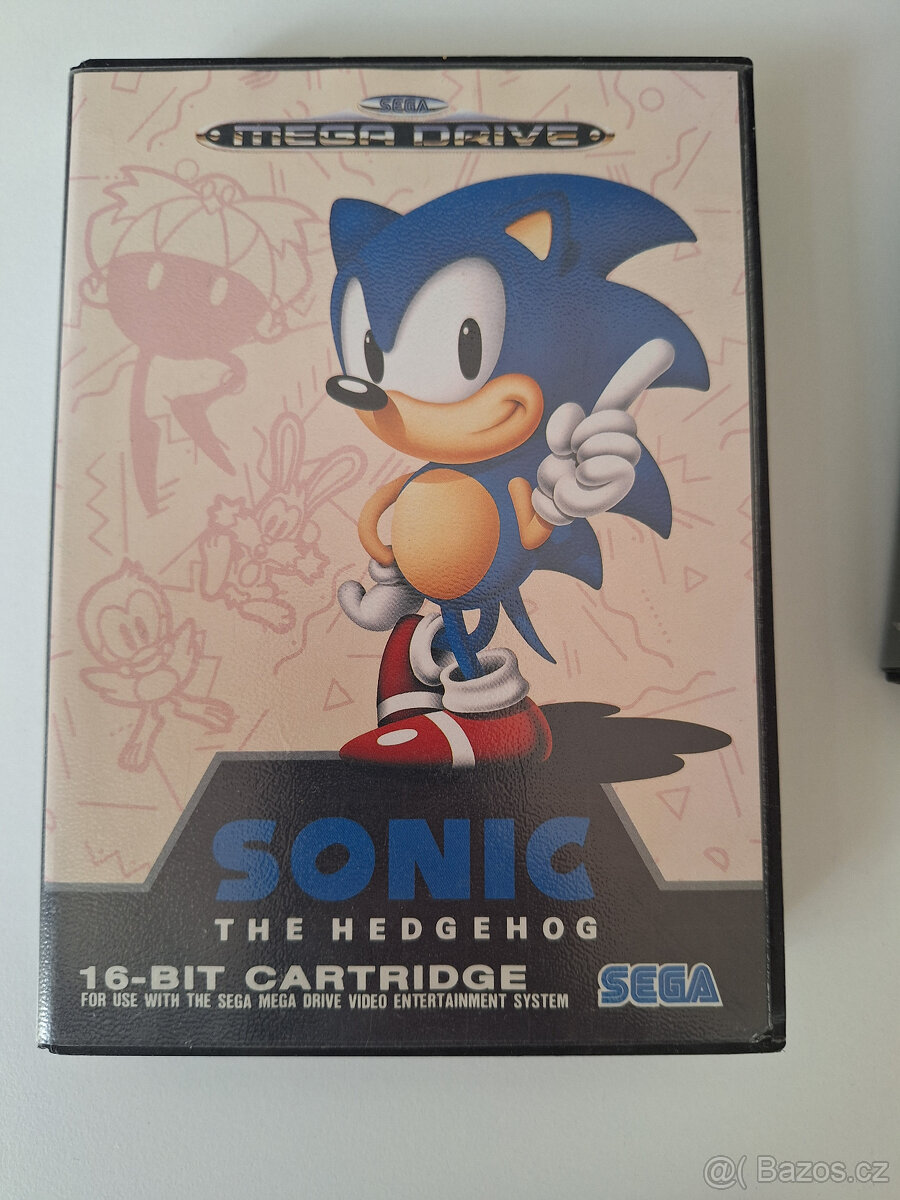 SEGA
MEGA DRIVE
SONIC
THE HEDGEHOG
16-BIT CARTRIDGE
FOR USE WITH THE SEGA MEGA DRIVE VIDEO ENTERTAINMENT SYSTEM
SEGA
@( Bazos.cz